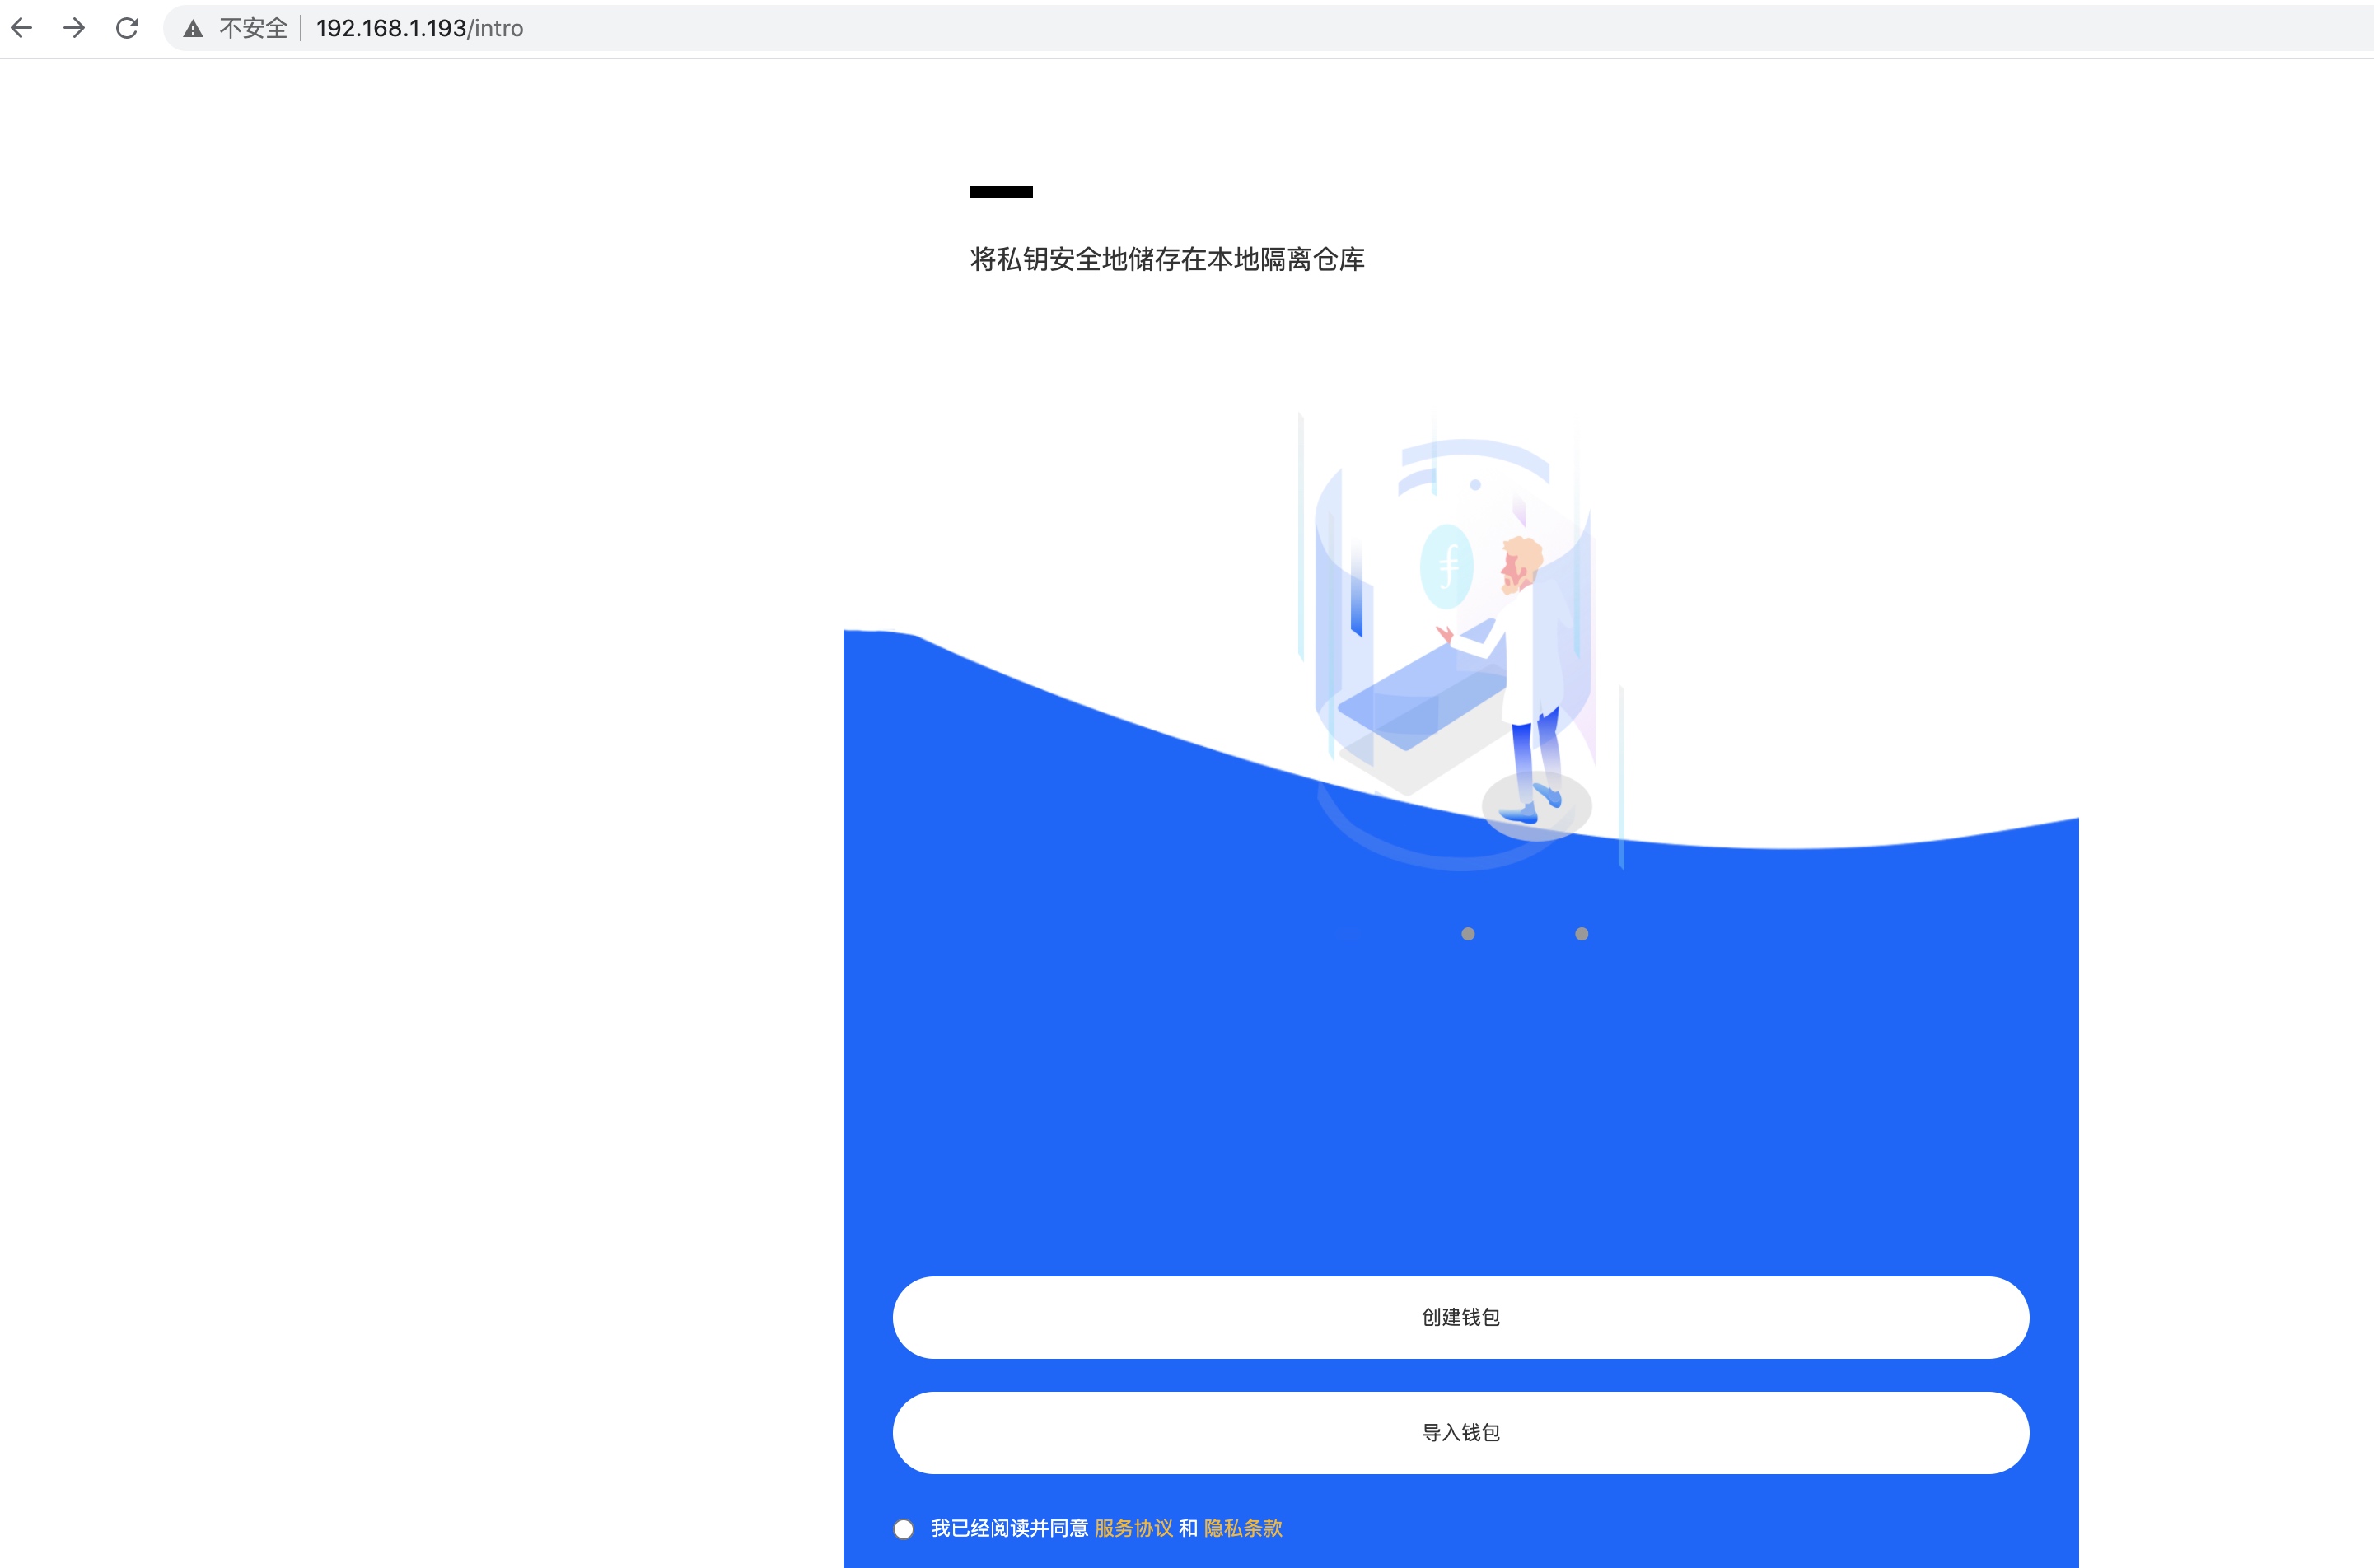 不安全 192.168.1.193/intro
将私钥安全地储存在本地隔离仓库
创建钱包
导入钱包
我已经阅读并同意 服务协议 和 隐私条款